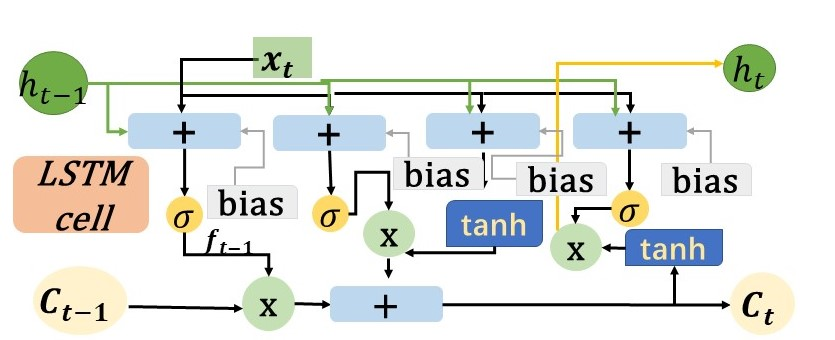 x_t
h_{t-1}
h_t
+
+
+
+
LSTM
cell
bias
bias
bias
bias
σ
σ
σ
tanh
f_{t-1}
x
x
tanh
C_{t-1}
x
+
C_t